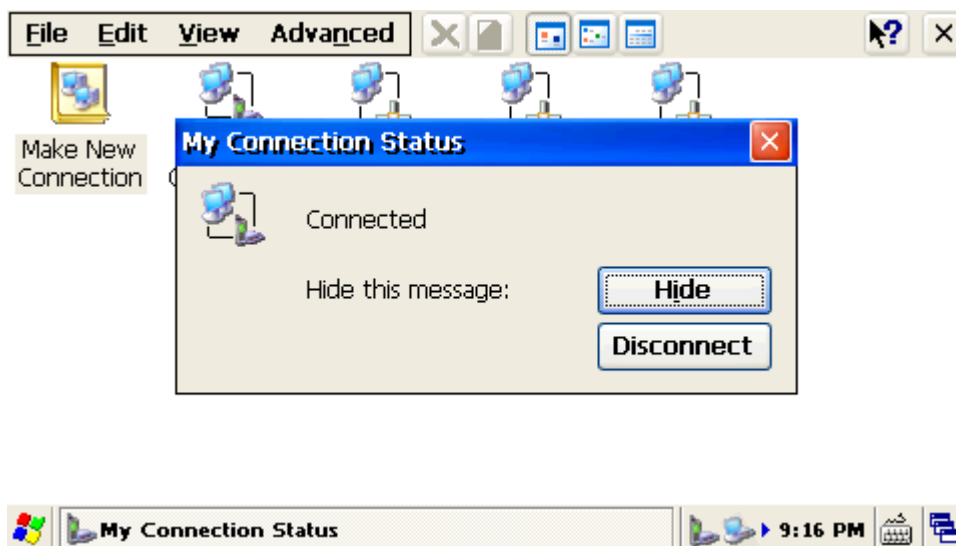 File Edit View Advanced
Make New
Connection
My Connection Status
Connected
Hide this message:
Hide
Disconnect
My Connection Status
9:16 PM